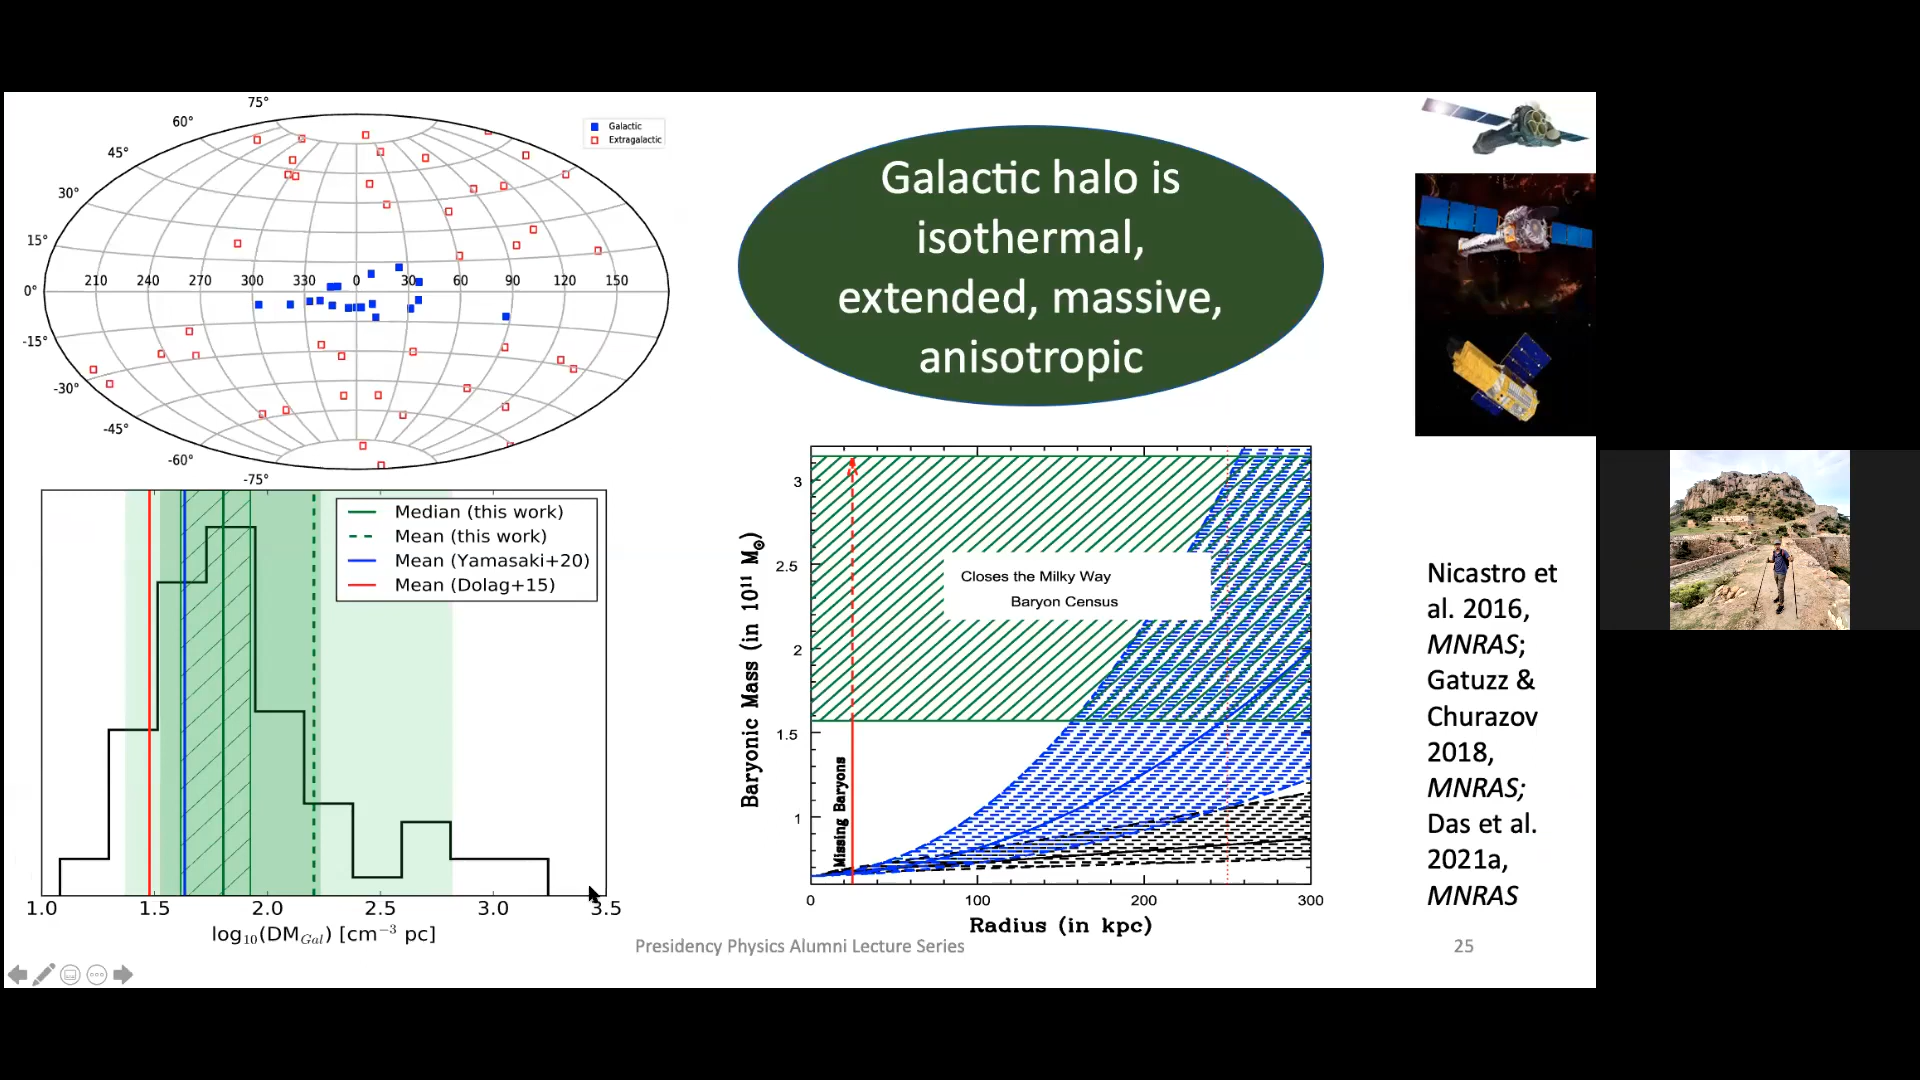 75°
60°
45°
30°
15°
0°
-15°
-30°
-45°
-60°
-75°
210 240 270 300 330 0 30 60 90 120 150
Galactic
Extragalactic
Galactic halo is
isothermal,
extended, massive,
anisotropic
Median (this work)
Mean (this work)
Mean (Yamasaki+20)
Mean (Dolag+15)
1.0 1.5 2.0 2.5 3.0 3.5
log10(DMGal) [cm−3 pc]
Baryonic Mass (in 10¹¹ M⊙)
3
2.5
2
1.5
1
Closes the Milky Way
Baryon Census
Missing Baryons
0 100 200 300
Radius (in kpc)
Nicastro et
al. 2016,
MNRAS;
Gatuzz &
Churazov
2018,
MNRAS;
Das et al.
2021a,
MNRAS
Presidency Physics Alumni Lecture Series
25